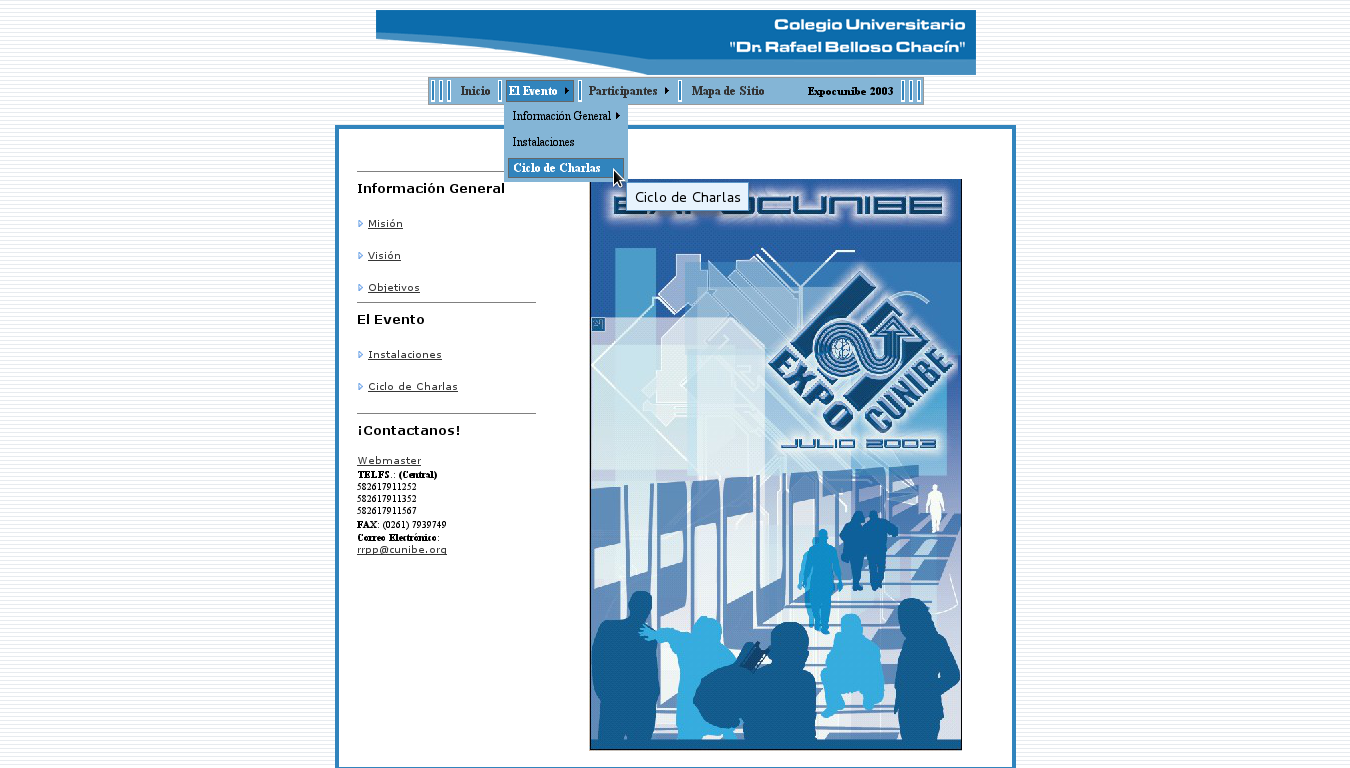 Colegio Universitario
"Dr. Rafael Belloso Chacín"
Inicio
El Evento
Participantes
Mapa de Sitio
Expocunibe 2003
Información General
Instalaciones
Ciclo de Charlas
Ciclo de Charlas
Información General
Misión
Visión
Objetivos
El Evento
Instalaciones
Ciclo de Charlas
¡Contactanos!
Webmaster
TELFS.: (Central)
582617911252
582617911352
582617911567
FAX: (0261) 7939749
Correo Electrónico:
rrpp@cunibe.org
EXPOCUNIBE
EXPO
CUNIBE
JULIO 2003